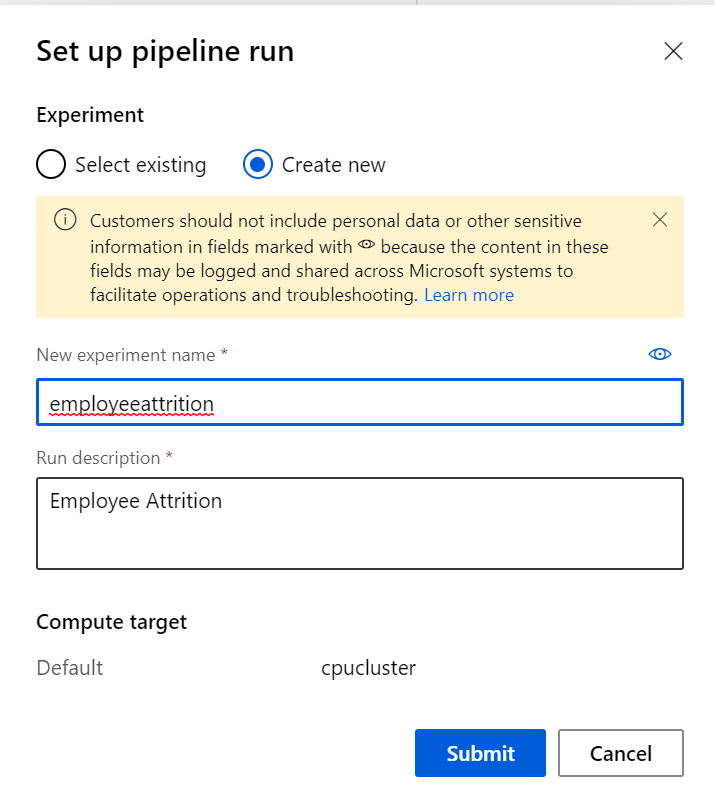 Set up pipeline run
Experiment
Select existing
Create new
Customers should not include personal data or other sensitive
information in fields marked with because the content in these
fields may be logged and shared across Microsoft systems to
facilitate operations and troubleshooting. Learn more
New experiment name *
employeeattrition
Run description *
Employee Attrition
Compute target
Default cpucluster
Submit
Cancel